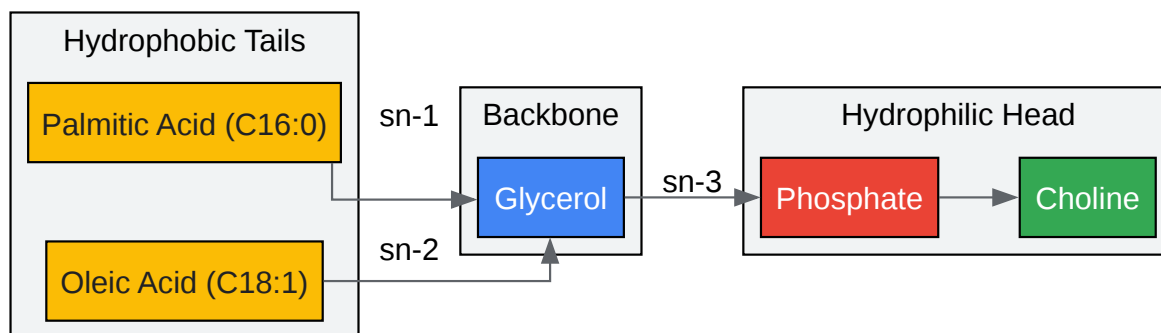 Hydrophobic Tails
Palmitic Acid (C16:0)
Oleic Acid (C18:1)
sn-1
sn-2
Backbone
Glycerol
sn-3
Hydrophilic Head
Phosphate
Choline